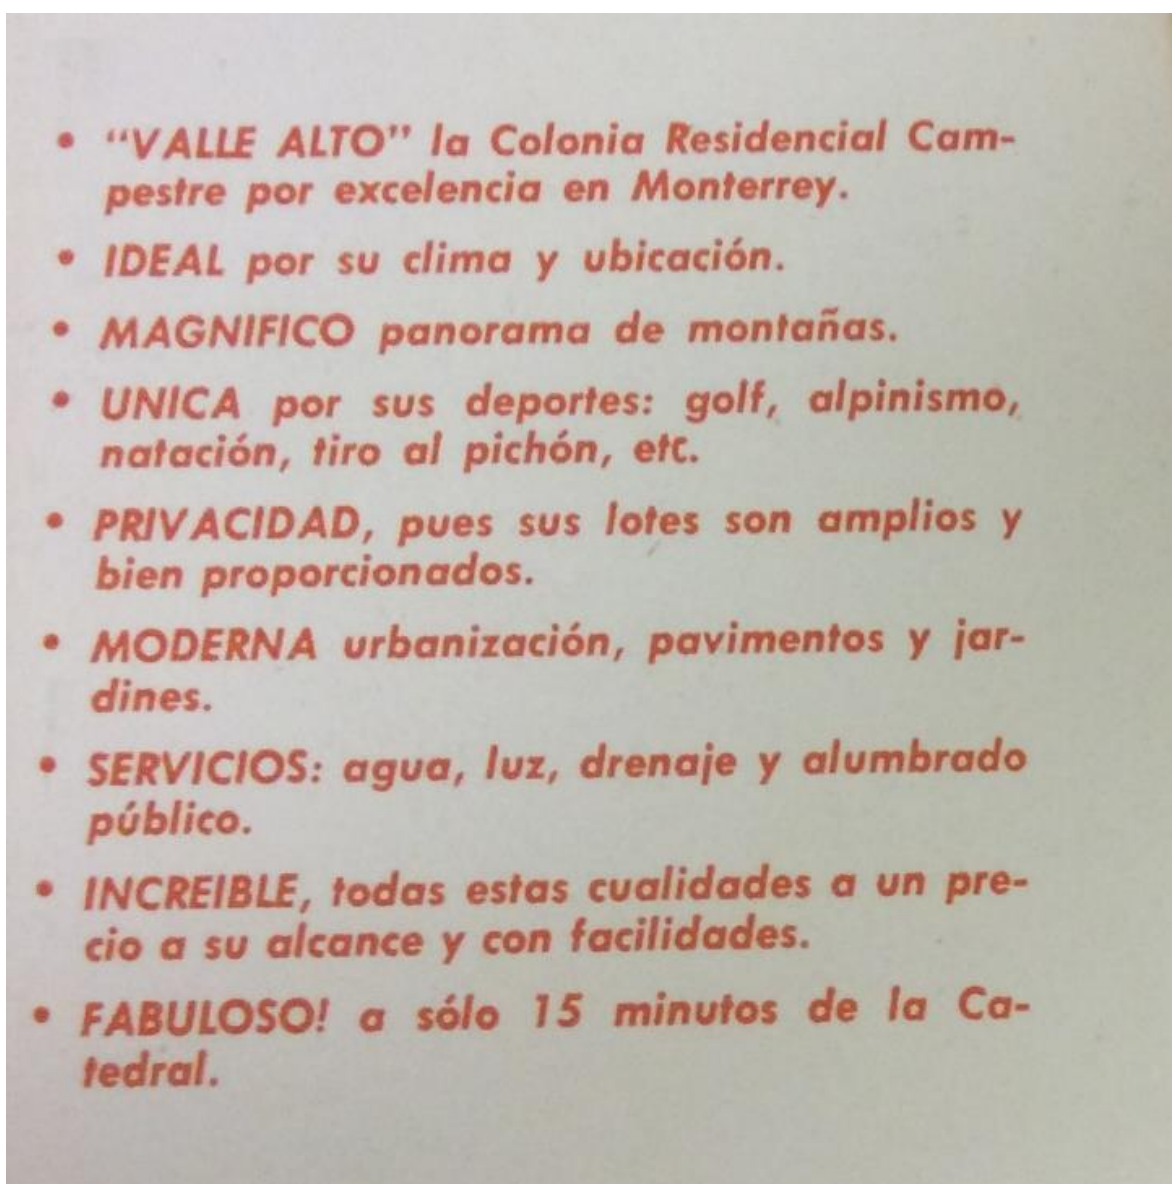 • "VALLE ALTO" la Colonia Residencial Cam-
pestre por excelencia en Monterrey.
• IDEAL por su clima y ubicación.
• MAGNIFICO panorama de montañas.
• UNICA por sus deportes: golf, alpinismo,
natación, tiro al pichón, etc.
• PRIVACIDAD, pues sus lotes son amplios y
bien proporcionados.
• MODERNA urbanización, pavimentos y jar-
dines.
• SERVICIOS: agua, luz, drenaje y alumbrado
público.
• INCREIBLE, todas estas cualidades a un pre-
cio a su alcance y con facilidades.
• FABULOSO! a sólo 15 minutos de la Ca-
tedral.